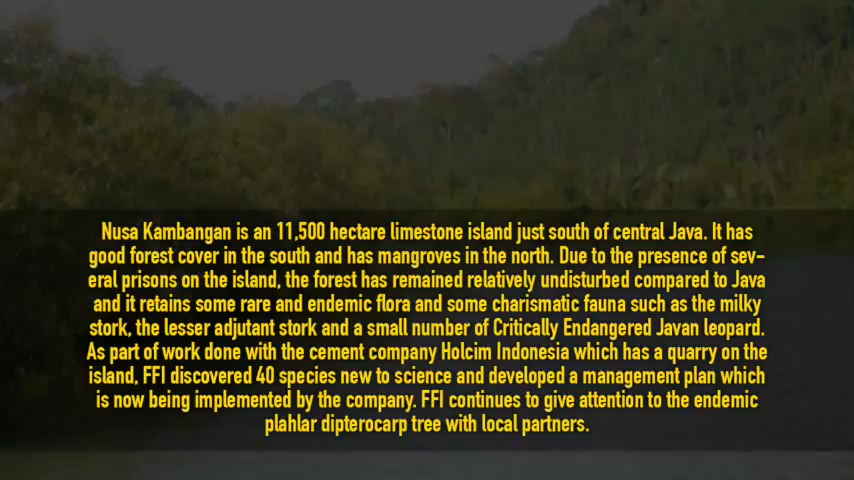 Nusa Kambangan is an 11,500 hectare limestone island just south of central Java. It has
good forest cover in the south and has mangroves in the north. Due to the presence of sev-
eral prisons on the island, the forest has remained relatively undisturbed compared to Java
and it retains some rare and endemic flora and some charismatic fauna such as the milky
stork, the lesser adjutant stork and a small number of Critically Endangered Javan leopard.
As part of work done with the cement company Holcim Indonesia which has a quarry on the
island, FFI discovered 40 species new to science and developed a management plan which
is now being implemented by the company. FFI continues to give attention to the endemic
plahlar dipterocarp tree with local partners.